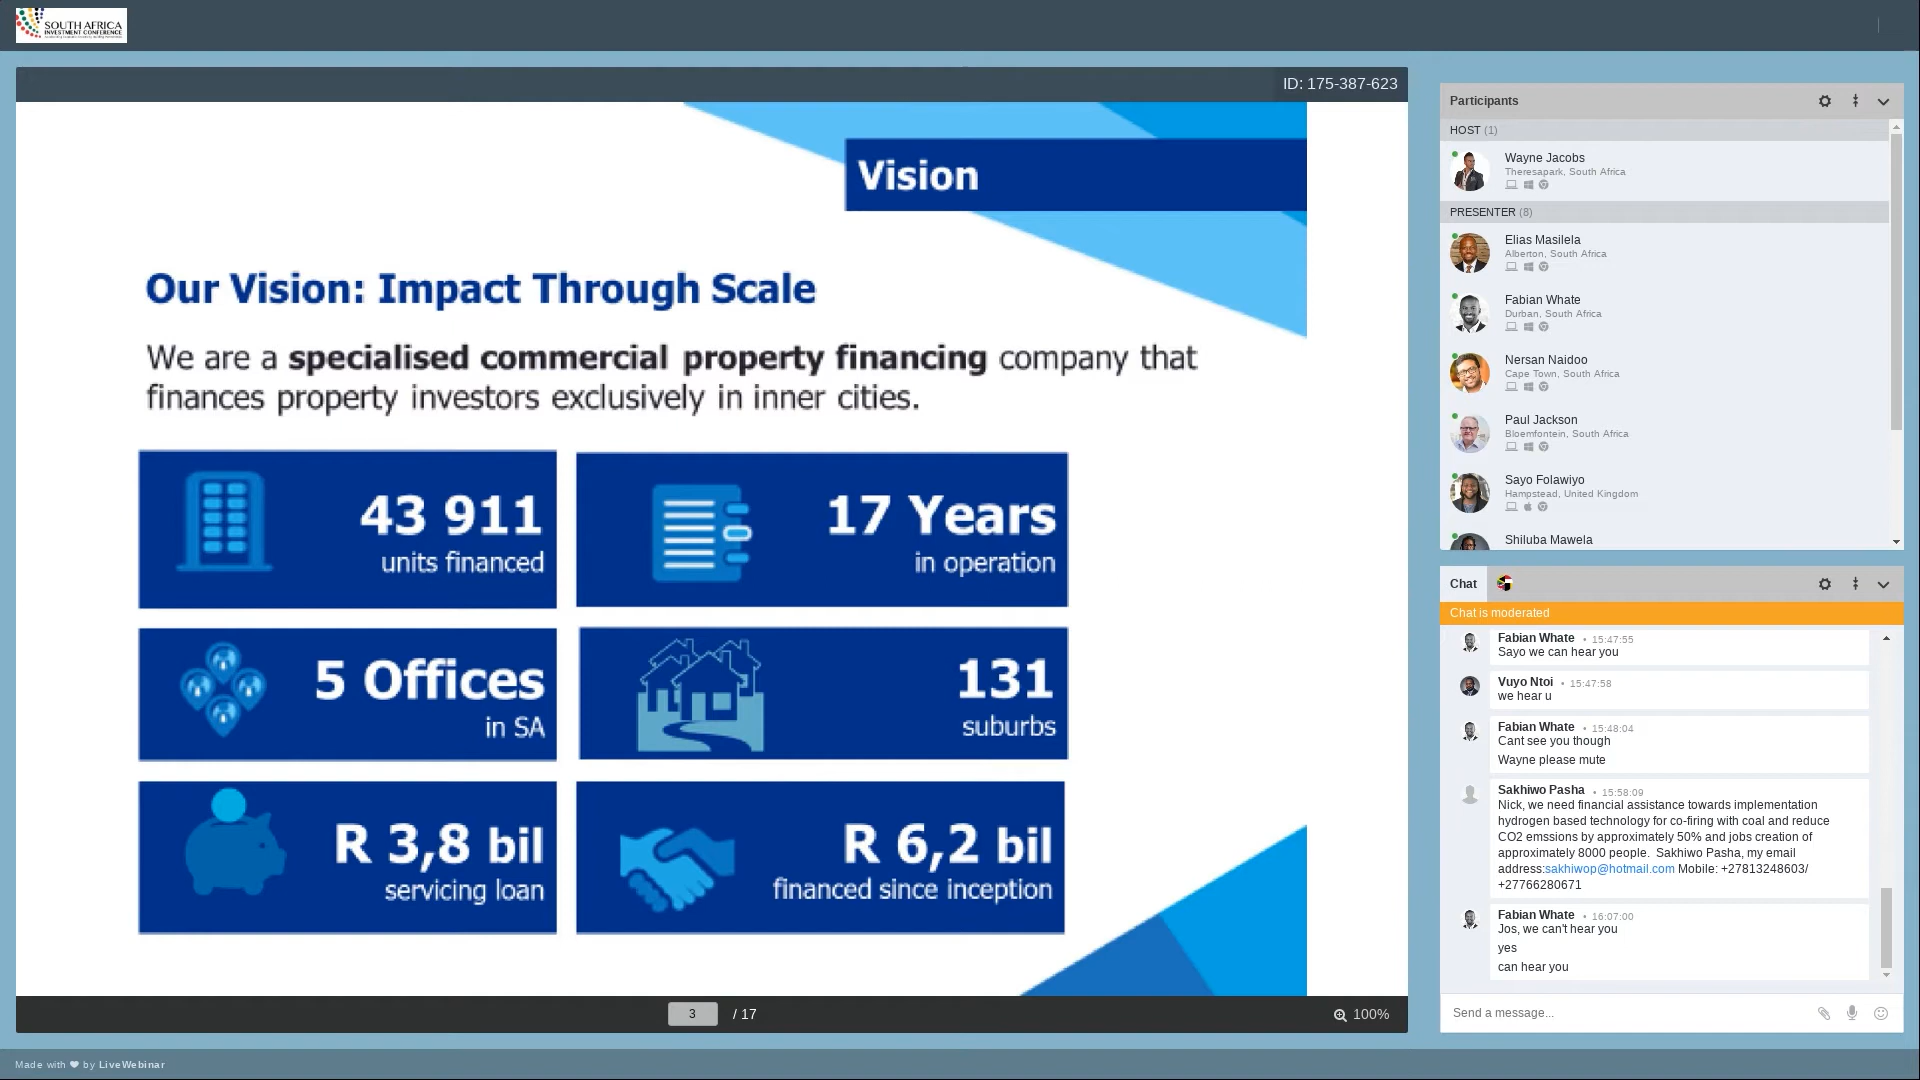 SOUTH AFRICA
INVESTMENT CONFERENCE
ID: 175-387-623
Vision
Our Vision: Impact Through Scale
We are a specialised commercial property financing company that
finances property investors exclusively in inner cities.
43 911
units financed
17 Years
in operation
5 Offices
in SA
131
suburbs
R 3,8 bil
servicing loan
R 6,2 bil
financed since inception
3 / 17
100%
Made with by LiveWebinar
Participants
HOST (1)
Wayne Jacobs
Theresapark, South Africa
PRESENTER (8)
Elias Masilela
Alberton, South Africa
Fabian Whate
Durban, South Africa
Nersan Naidoo
Cape Town, South Africa
Paul Jackson
Bloemfontein, South Africa
Sayo Folawiyo
Hampstead, United Kingdom
Shiluba Mawela
Chat
Chat is moderated
Fabian Whate • 15:47:55
Sayo we can hear you
Vuyo Ntoi • 15:47:58
we hear u
Fabian Whate • 15:48:04
Cant see you though
Wayne please mute
Sakhiwo Pasha • 15:58:09
Nick, we need financial assistance towards implementation
hydrogen based technology for co-firing with coal and reduce
CO2 emssions by approximately 50% and jobs creation of
approximately 8000 people. Sakhiwo Pasha, my email
address:sakhiwop@hotmail.com Mobile: +27813248603/
+27766280671
Fabian Whate • 16:07:00
Jos, we can't hear you
yes
can hear you
Send a message...